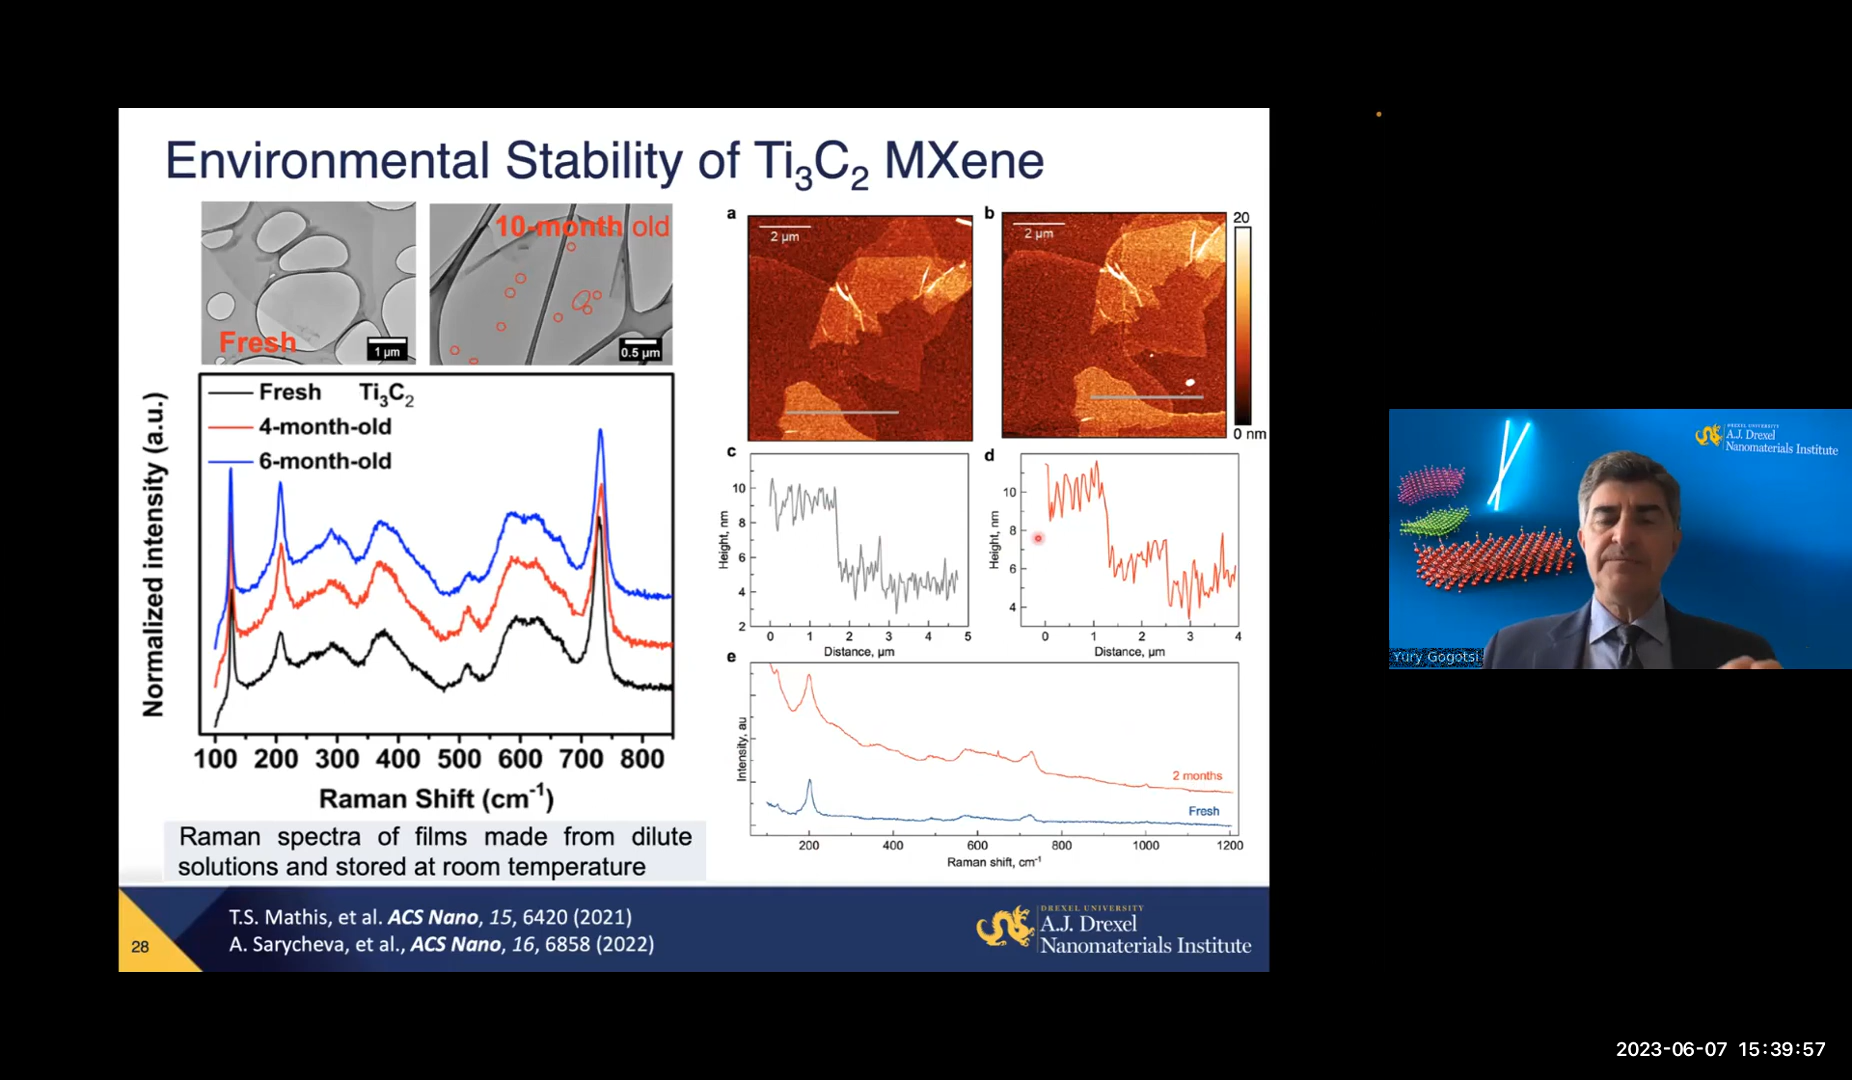 Environmental Stability of Ti₃C₂ MXene
Fresh
1 µm
10-month old
0.5 µm
Normalized intensity (a.u.)
Fresh Ti₃C₂
4-month-old
6-month-old
100 200 300 400 500 600 700 800
Raman Shift (cm⁻¹)
Raman spectra of films made from dilute
solutions and stored at room temperature
a
2 µm
b
2 µm
20
0 nm
c
Height, nm
10
8
6
4
2
0 1 2 3 4 5
Distance, µm
d
Height, nm
10
8
6
4
0 1 2 3 4
Distance, µm
e
Intensity, au
2 months
Fresh
200 400 600 800 1000 1200
Raman shift, cm⁻¹
28
T.S. Mathis, et al. ACS Nano, 15, 6420 (2021)
A. Sarycheva, et al., ACS Nano, 16, 6858 (2022)
DREXEL UNIVERSITY
A.J. Drexel
Nanomaterials Institute
DREXEL UNIVERSITY
A.J. Drexel
Nanomaterials Institute
Yury Gogotsi
2023-06-07 15:39:57